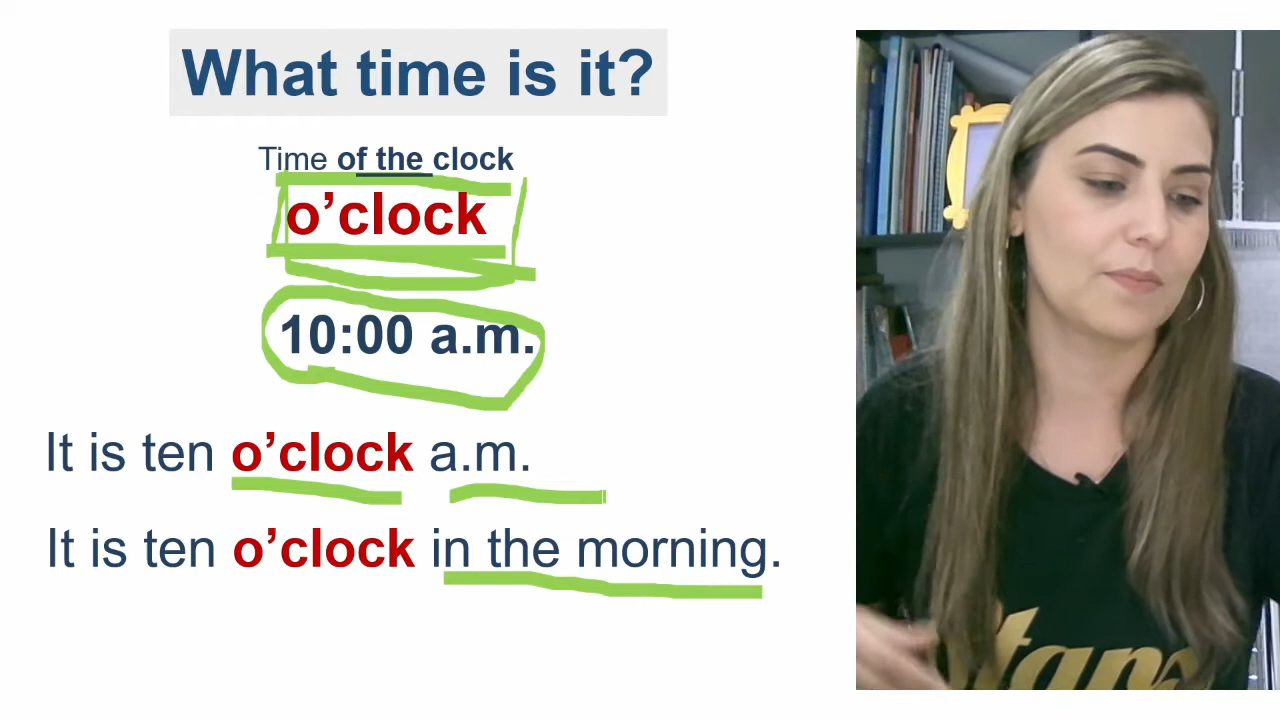 What time is it?
Time of the clock
o’clock
10:00 a.m.
It is ten o’clock a.m.
It is ten o’clock in the morning.